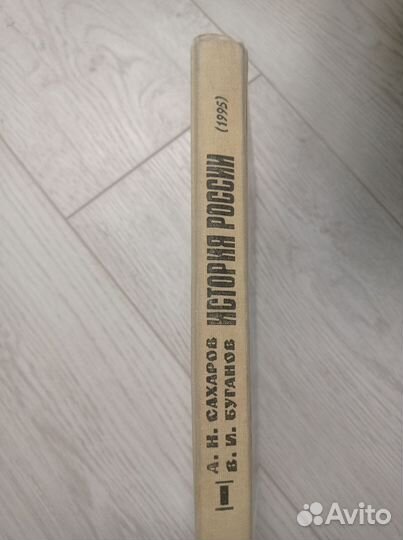 А. Н. САХАРОВ
В. И. БУГАНОВ
ИСТОРИЯ РОССИИ
(1995)
Avito